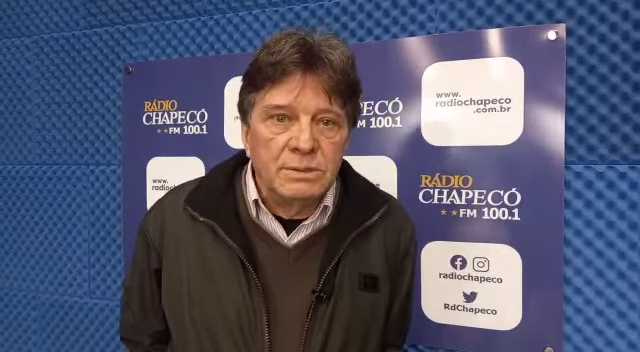 RÁDIO
CHAPECÓ
FM 100.1
CHAPECÓ
FM 100.1
www.
radiochapeco
.com.br
www.
RÁDIO
CHAPECÓ
FM 100.1
radiochapeco
RdChapeco